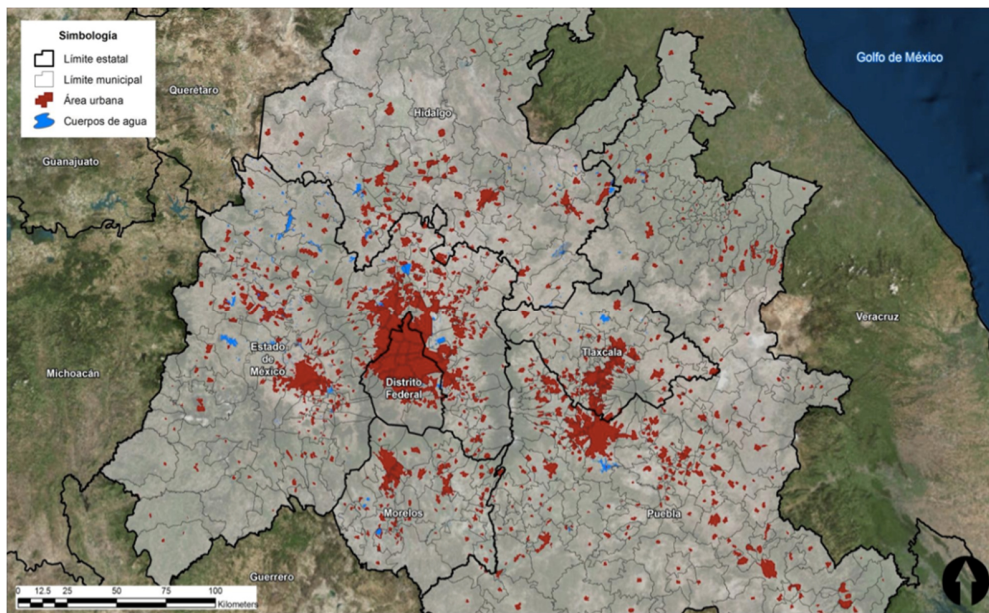 Simbología
Límite estatal
Límite municipal
Área urbana
Cuerpos de agua
Golfo de México
Querétaro
Hidalgo
Guanajuato
Veracruz
Estado
de
México
Tlaxcala
Michoacán
Distrito
Federal
Morelos
Puebla
Guerrero
0 12.5 25 50 75 100
Kilometers